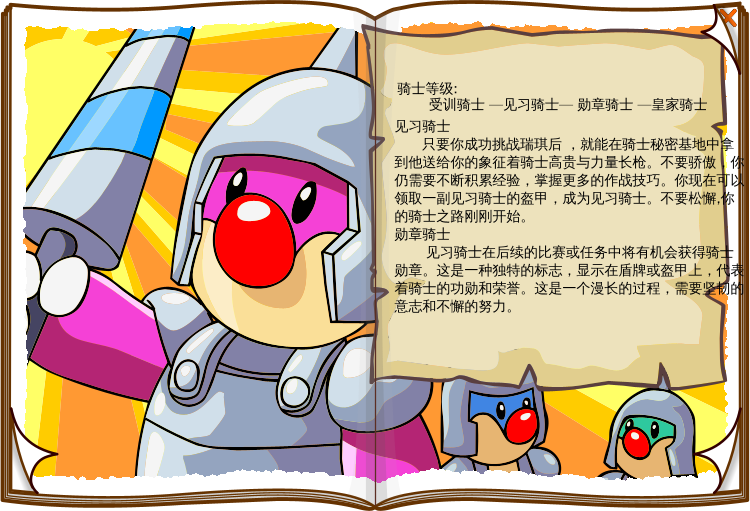 骑士等级:
受训骑士 —见习骑士— 勋章骑士 —皇家骑士
见习骑士
只要你成功挑战瑞琪后 ，就能在骑士秘密基地中拿
到他送给你的象征着骑士高贵与力量长枪。不要骄傲，你
仍需要不断积累经验，掌握更多的作战技巧。你现在可以
领取一副见习骑士的盔甲，成为见习骑士。不要松懈,你
的骑士之路刚刚开始。
勋章骑士
见习骑士在后续的比赛或任务中将有机会获得骑士
勋章。这是一种独特的标志，显示在盾牌或盔甲上，代表
着骑士的功勋和荣誉。这是一个漫长的过程，需要坚韧的
意志和不懈的努力。